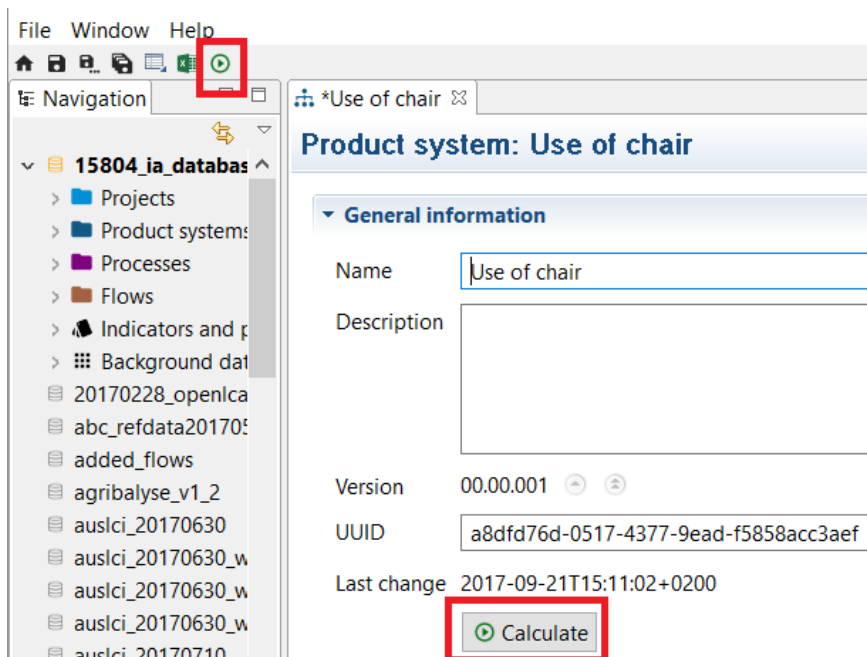 File Window Help
Navigation
*Use of chair
Product system: Use of chair
15804_ia_databas
Projects
Product systems
Processes
Flows
Indicators and p
Background dat
20170228_openlca
abc_refdata201705
added_flows
agribalyse_v1_2
auslci_20170630
auslci_20170630_w
auslci_20170630_w
auslci_20170630_w
auslci_20170710
General information
Name Use of chair
Description
Version 00.00.001
UUID a8dfd76d-0517-4377-9ead-f5858acc3aef
Last change 2017-09-21T15:11:02+0200
Calculate